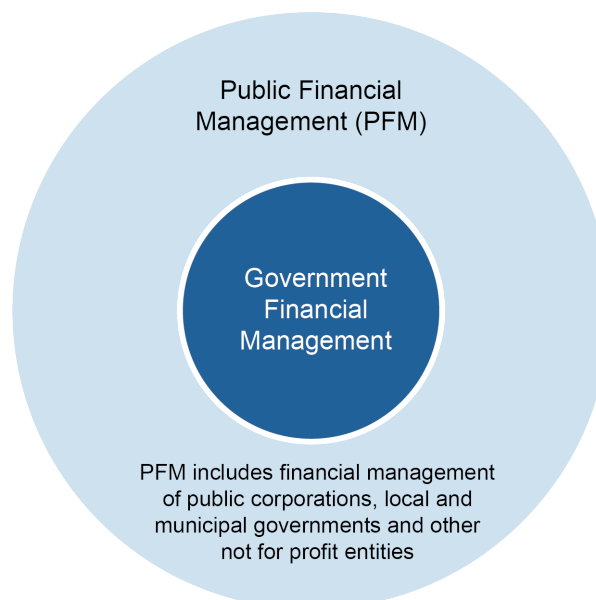 Public Financial
Management (PFM)
Government
Financial
Management
PFM includes financial management
of public corporations, local and
municipal governments and other
not for profit entities